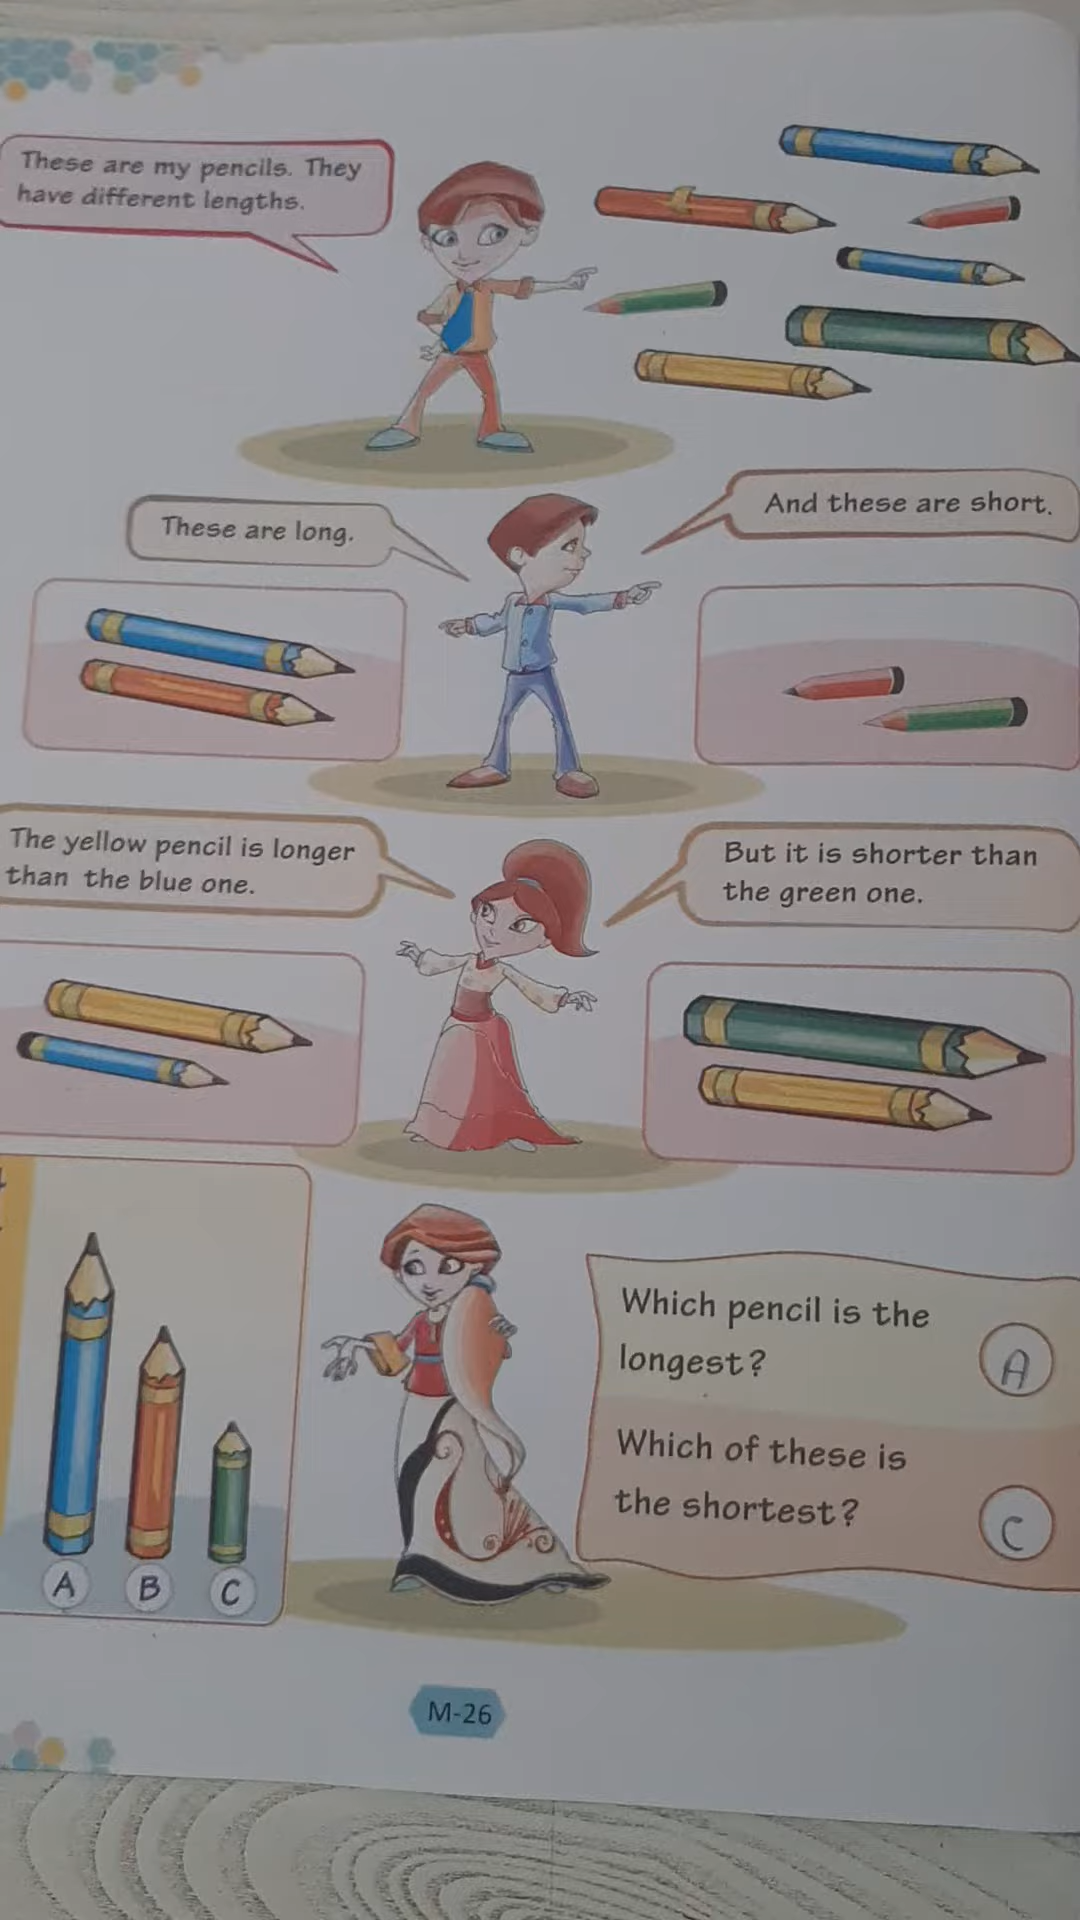 These are my pencils. They
have different lengths.
These are long.
And these are short.
The yellow pencil is longer
than the blue one.
But it is shorter than
the green one.
A
B
C
Which pencil is the
longest?
A
Which of these is
the shortest?
C
M-26